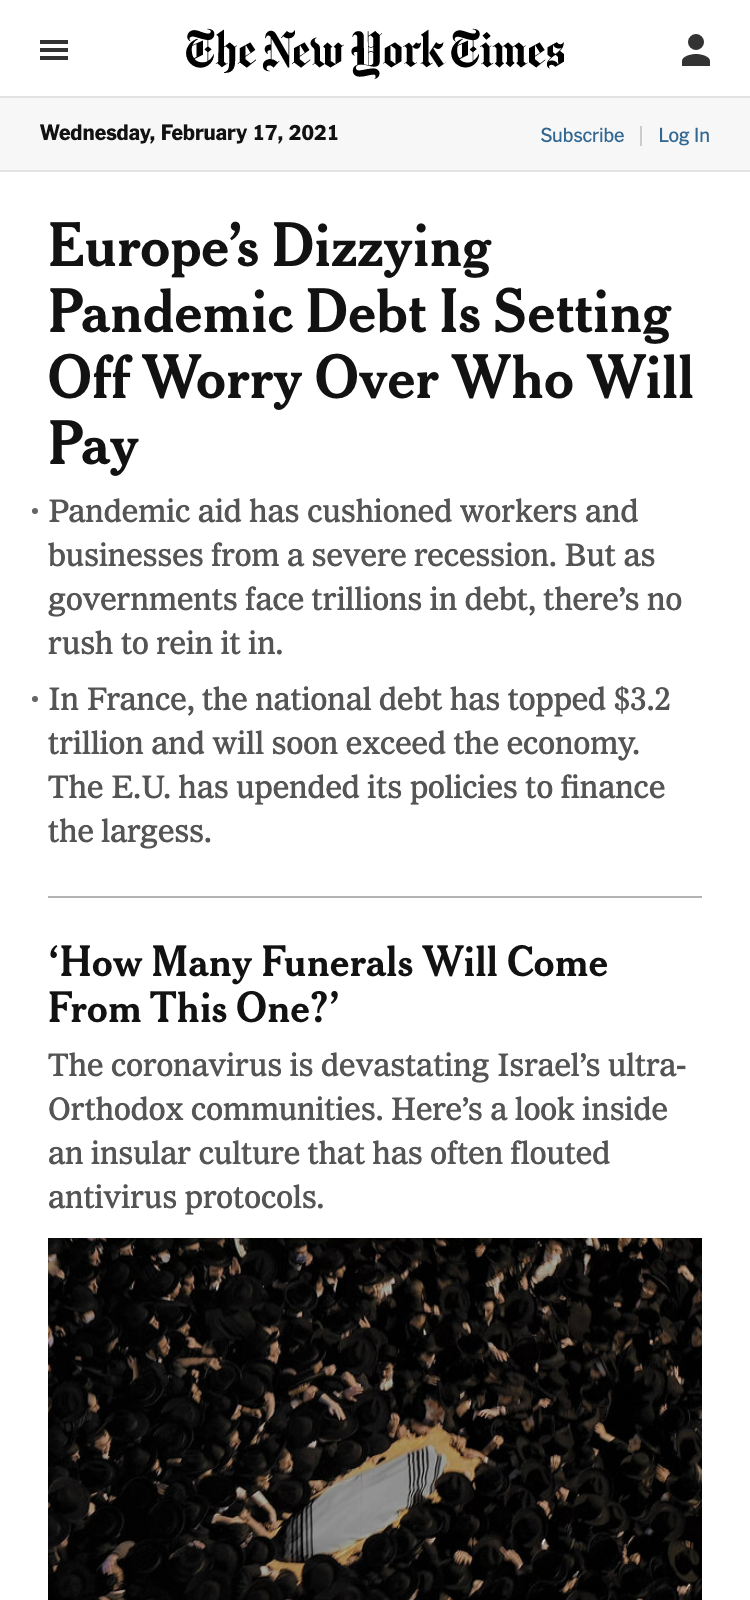 The New York Times
Wednesday, February 17, 2021
Subscribe | Log In
Europe’s Dizzying
Pandemic Debt Is Setting
Off Worry Over Who Will
Pay
• Pandemic aid has cushioned workers and
businesses from a severe recession. But as
governments face trillions in debt, there’s no
rush to rein it in.
• In France, the national debt has topped $3.2
trillion and will soon exceed the economy.
The E.U. has upended its policies to finance
the largess.
‘How Many Funerals Will Come
From This One?’
The coronavirus is devastating Israel’s ultra-
Orthodox communities. Here’s a look inside
an insular culture that has often flouted
antivirus protocols.